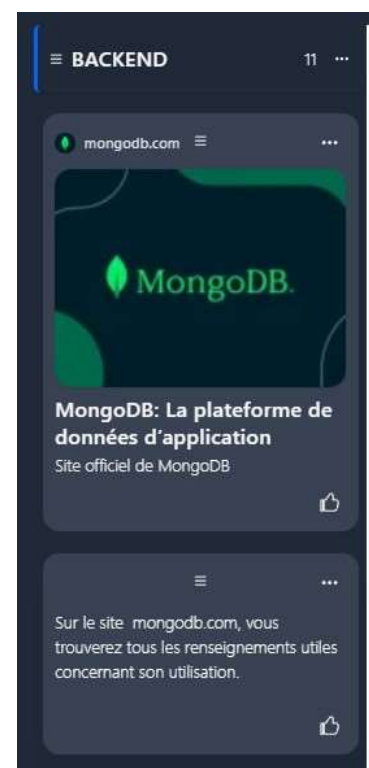 BACKEND 11
mongodb.com
MongoDB.
MongoDB: La plateforme de
données d'application
Site officiel de MongoDB
Sur le site mongodb.com, vous
trouverez tous les renseignements utiles
concernant son utilisation.